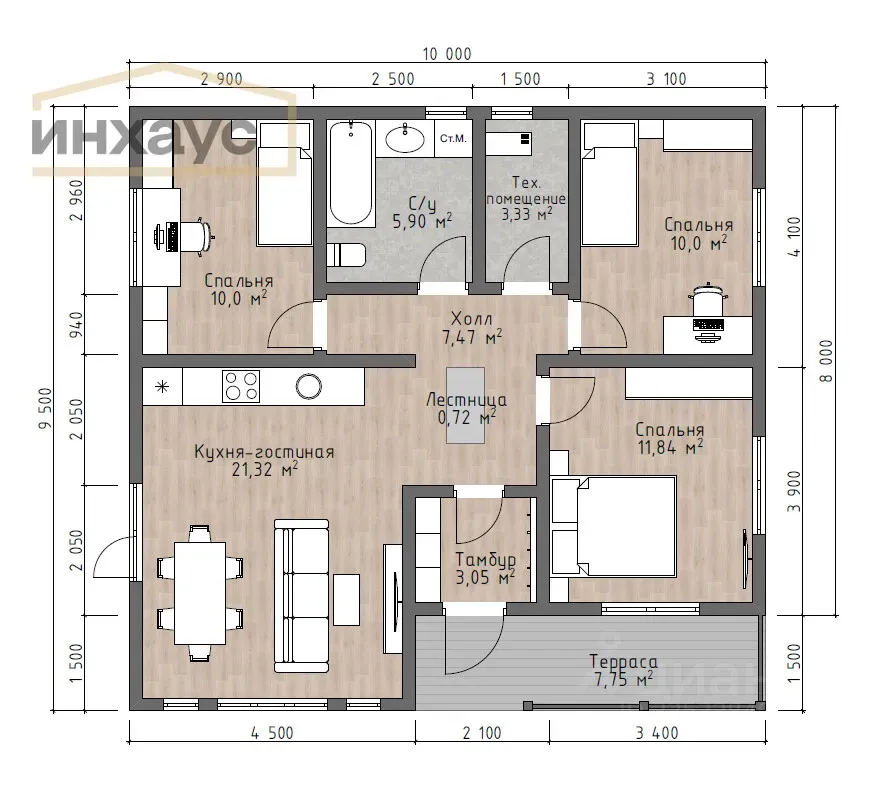 10 000
2 900
2 500
1 500
3 100
ИНХАУС
Ст.М.
С/у
5,90 м²
Тех.
помещение
3,33 м²
Спальня
10,0 м²
Спальня
10,0 м²
2 960
4 100
Холл
7,47 м²
940
8 000
9 500
Лестница
0,72 м²
2 050
Кухня-гостиная
21,32 м²
Спальня
11,84 м²
3 900
2 050
Тамбур
3,05 м²
1 500
Терраса
7,75 м²
1 500
4 500
2 100
3 400